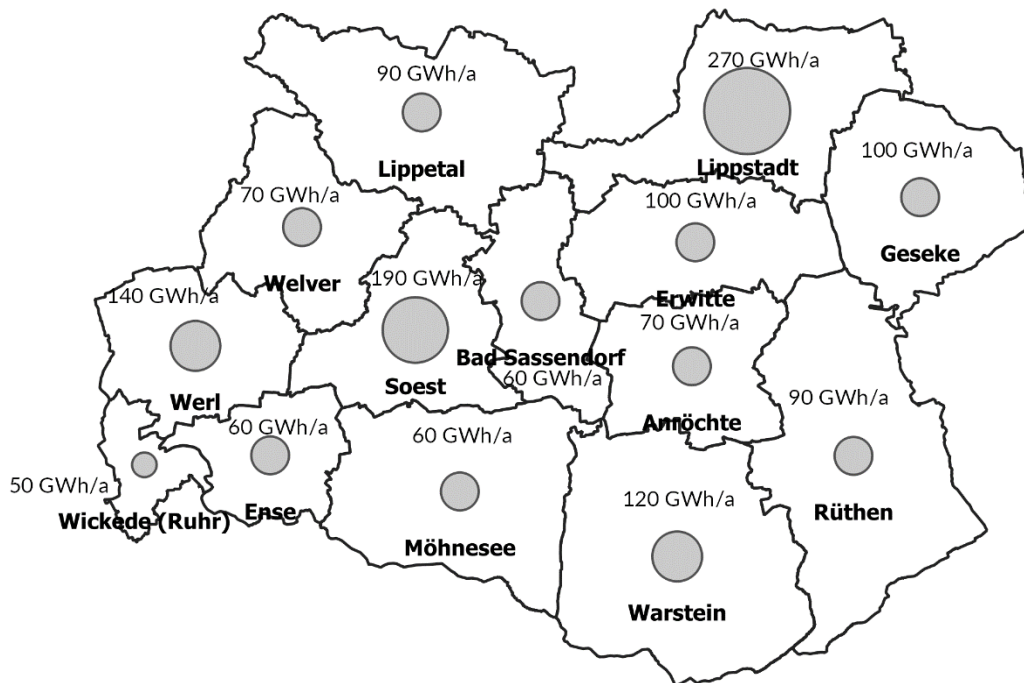 90 GWh/a
Lippetal
270 GWh/a
Lippstadt
100 GWh/a
Geseke
70 GWh/a
Welver
100 GWh/a
Erwitte
140 GWh/a
Werl
190 GWh/a
Soest
Bad Sassendorf
60 GWh/a
70 GWh/a
Anröchte
90 GWh/a
Rüthen
50 GWh/a
Wickede (Ruhr)
60 GWh/a
Ense
60 GWh/a
Möhnesee
120 GWh/a
Warstein